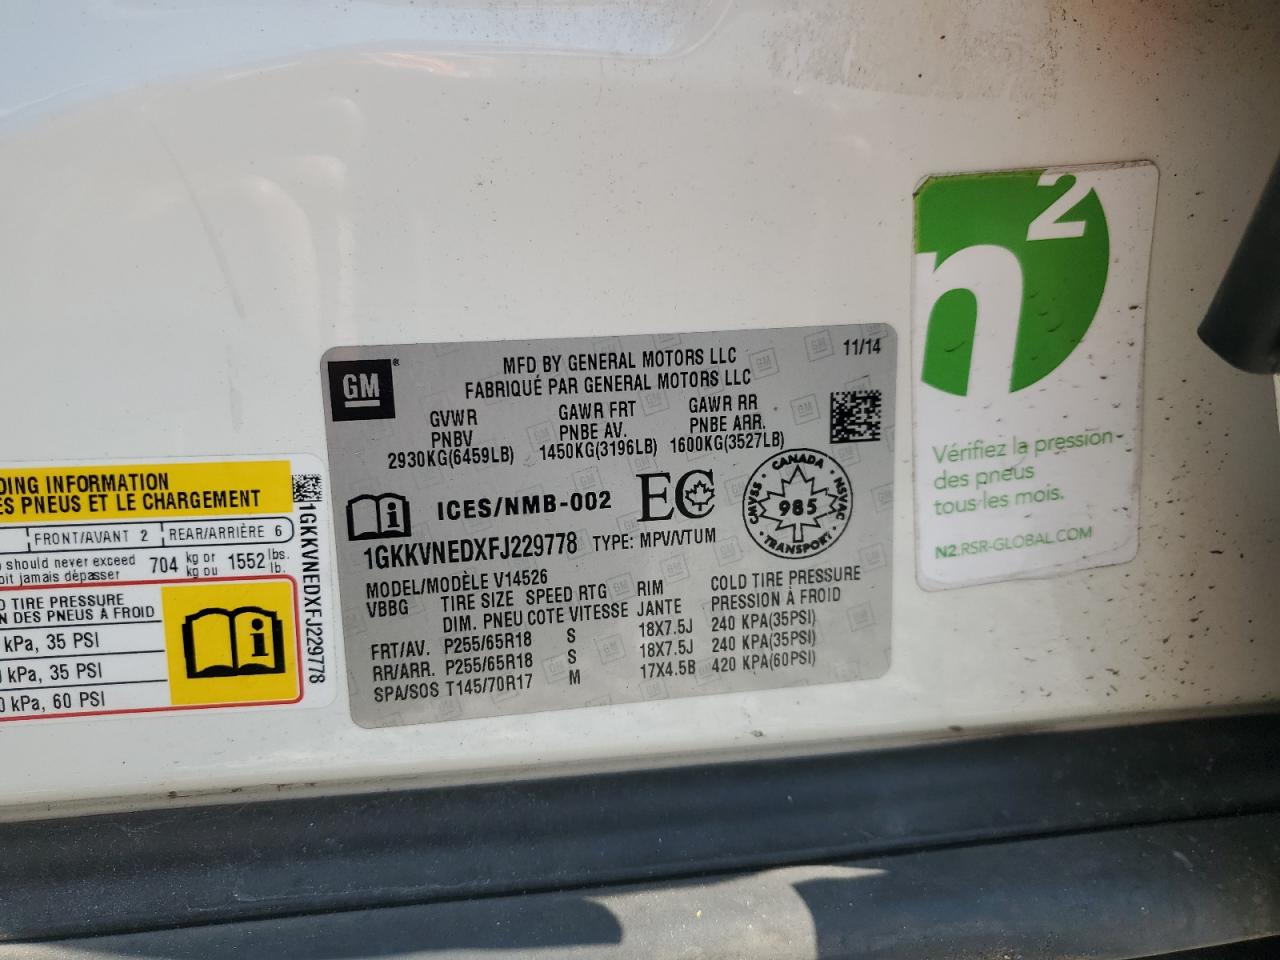 DING INFORMATION
ES PNEUS ET LE CHARGEMENT
FRONT/AVANT 2 REAR/ARRIÈRE 6
should never exceed 704 kg or 1552 lbs.
oit jamais dépasser kg ou lb.
TIRE PRESSURE
ON DES PNEUS À FROID
kPa, 35 PSI
kPa, 35 PSI
0 kPa, 60 PSI
i
1GKKVNEDXFJ229778
GM®
MFD BY GENERAL MOTORS LLC 11/14
FABRIQUÉ PAR GENERAL MOTORS LLC
GVWR GAWR FRT GAWR RR
PNBV PNBE AV. PNBE ARR.
2930KG(6459LB) 1450KG(3196LB) 1600KG(3527LB)
i ICES/NMB-002 EC
CANADA
CMVSS 985 NSVAC
TRANSPORT
1GKKVNEDXFJ229778 TYPE: MPV/VTUM
MODEL/MODÈLE V14526
VBBG TIRE SIZE SPEED RTG RIM COLD TIRE PRESSURE
DIM. PNEU COTE VITESSE JANTE PRESSION À FROID
FRT/AV. P255/65R18 S 18X7.5J 240 KPA(35PSI)
RR/ARR. P255/65R18 S 18X7.5J 240 KPA(35PSI)
SPA/SOS T145/70R17 M 17X4.5B 420 KPA(60PSI)
n2
Vérifiez la pression
des pneus
tous les mois.
N2.RSR-GLOBAL.COM